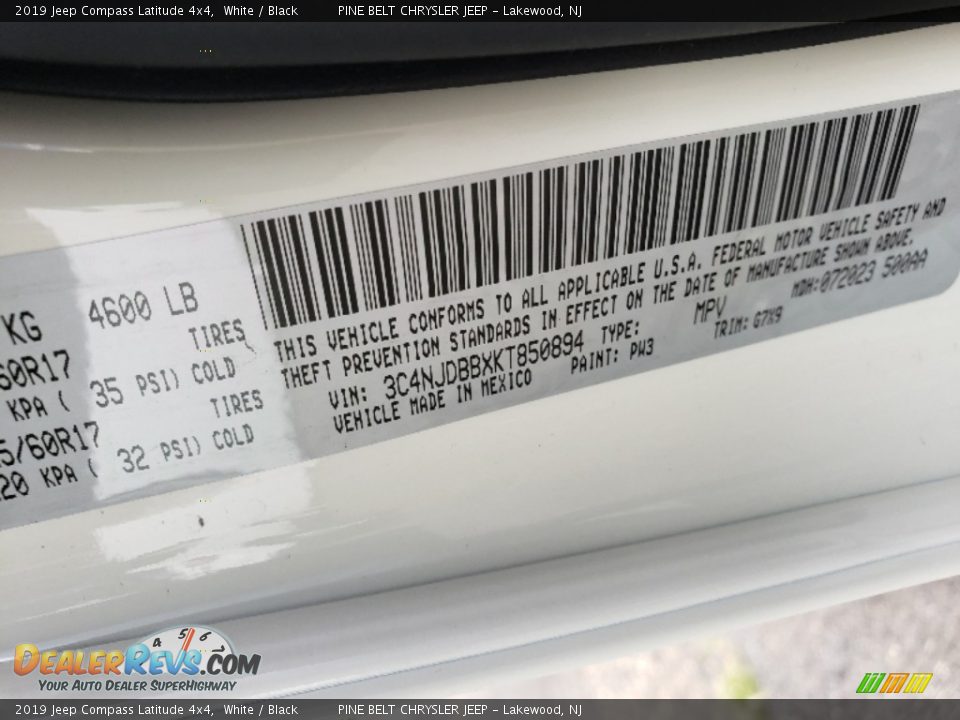 2019 Jeep Compass Latitude 4x4, White / Black PINE BELT CHRYSLER JEEP - Lakewood, NJ
KG 4600 LB
60R17 TIRES
KPA ( 35 PSI) COLD
5/60R17 TIRES
20 KPA ( 32 PSI) COLD
THIS VEHICLE CONFORMS TO ALL APPLICABLE U.S.A. FEDERAL MOTOR VEHICLE SAFETY AND
THEFT PREVENTION STANDARDS IN EFFECT ON THE DATE OF MANUFACTURE SHOWN ABOVE.
VIN: 3C4NJDBBXKT850894 TYPE: MPV MDH:072023 500AA
VEHICLE MADE IN MEXICO PAINT: PW3 TRIM: G7X9
4 5 6 7
DEALERREVS.COM
YOUR AUTO DEALER SUPERHIGHWAY
2019 Jeep Compass Latitude 4x4, White / Black PINE BELT CHRYSLER JEEP - Lakewood, NJ